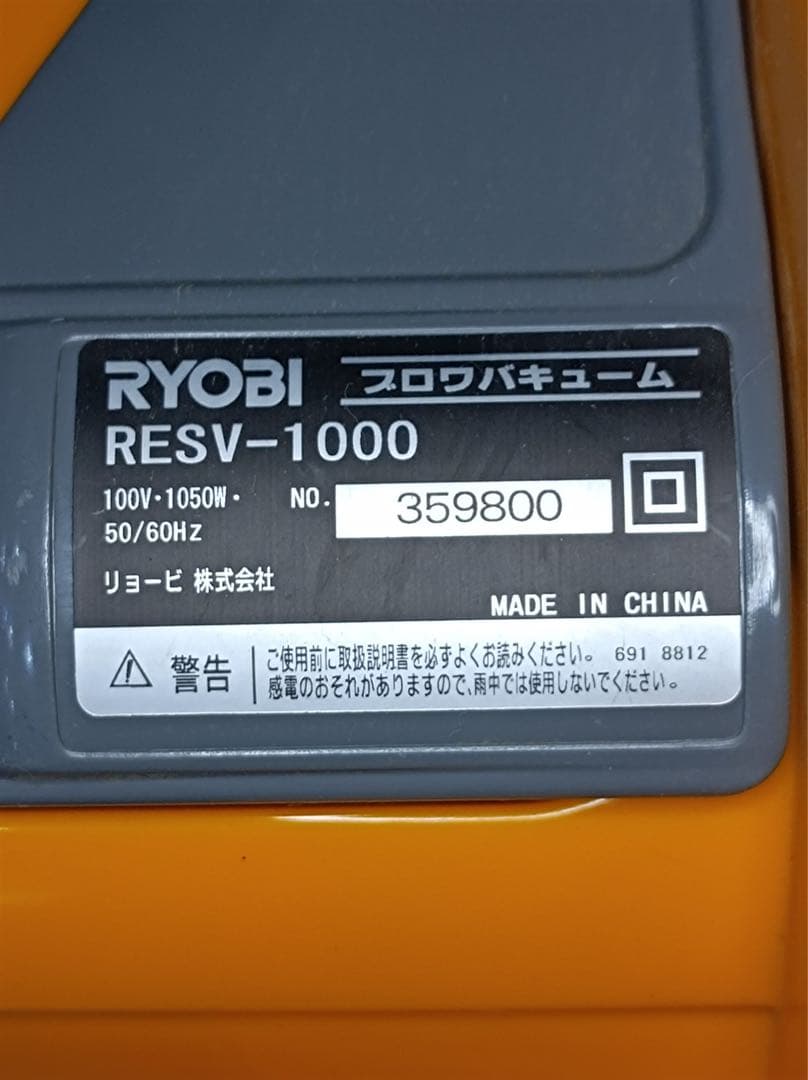 RYOBI ブロワバキューム
RESV-1000
100V・1050W・ NO. 359800
50/60Hz
リョービ 株式会社
MADE IN CHINA
警告 ご使用前に取扱説明書を必ずよくお読みください。 691 8812
感電のおそれがありますので、雨中では使用しないでください。